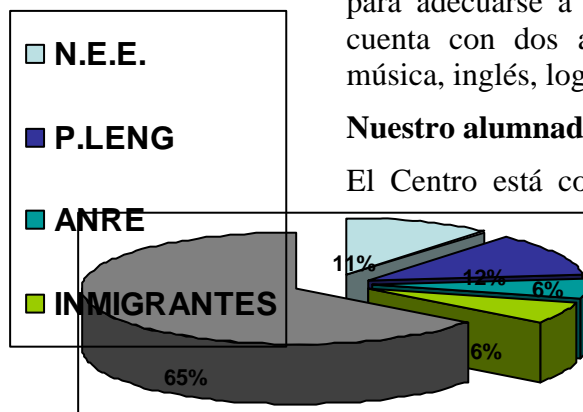 para adecuarse a
cuenta con dos a
música, inglés, log
Nuestro alumnad
El Centro está co
N.E.E.
P.LENG
ANRE
INMIGRANTES
11%
12%
6%
6%
65%